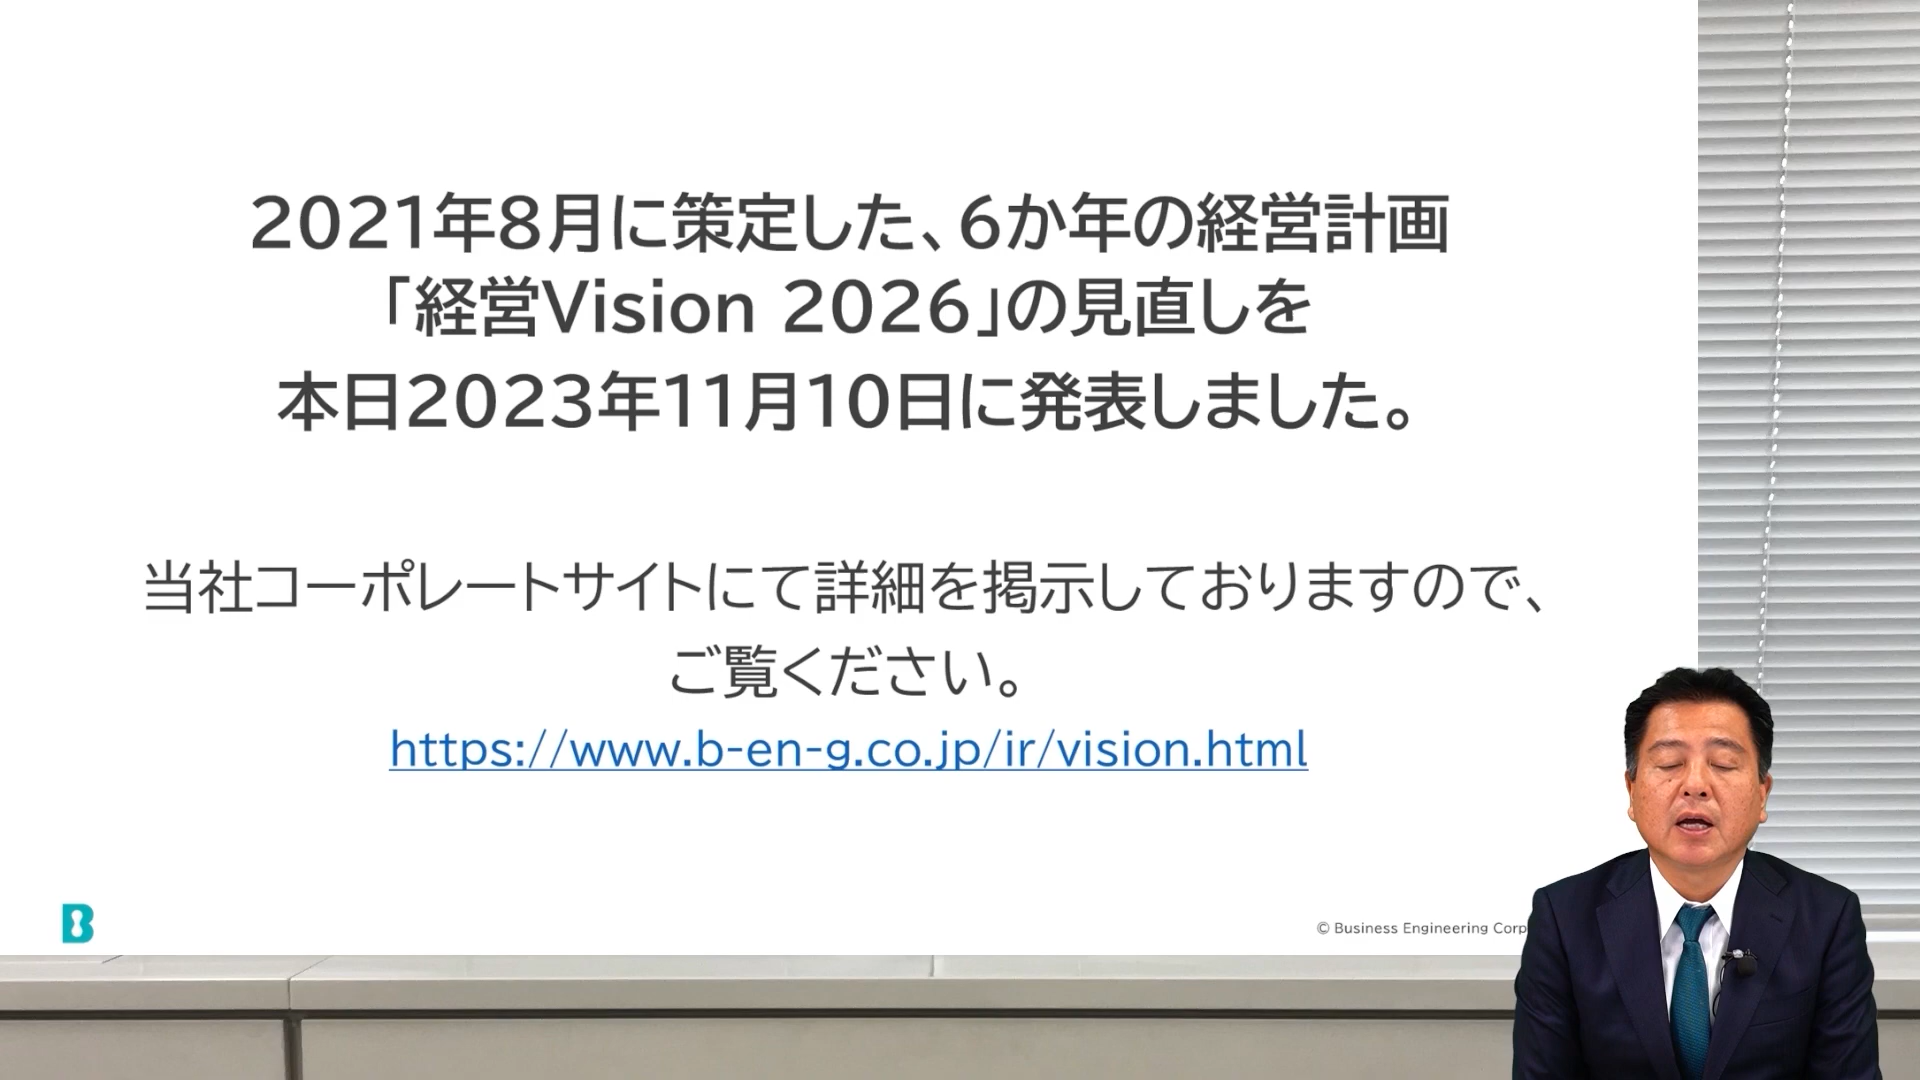 2021年8月に策定した、6か年の経営計画
「経営Vision 2026」の見直しを
本日2023年11月10日に発表しました。
当社コーポレートサイトにて詳細を掲示しておりますので、
ご覧ください。
https://www.b-en-g.co.jp/ir/vision.html
B
© Business Engineering Corp